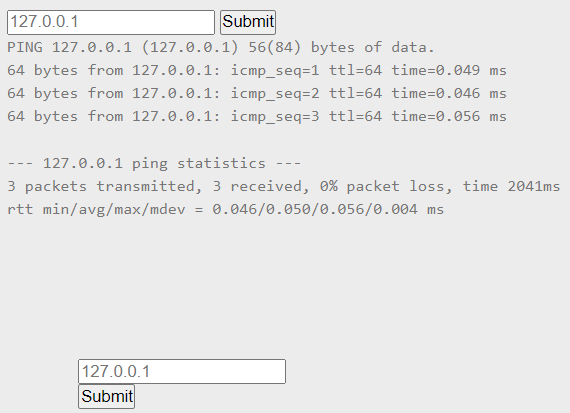 127.0.0.1 Submit
PING 127.0.0.1 (127.0.0.1) 56(84) bytes of data.
64 bytes from 127.0.0.1: icmp_seq=1 ttl=64 time=0.049 ms
64 bytes from 127.0.0.1: icmp_seq=2 ttl=64 time=0.046 ms
64 bytes from 127.0.0.1: icmp_seq=3 ttl=64 time=0.056 ms
--- 127.0.0.1 ping statistics ---
3 packets transmitted, 3 received, 0% packet loss, time 2041ms
rtt min/avg/max/mdev = 0.046/0.050/0.056/0.004 ms
127.0.0.1
Submit